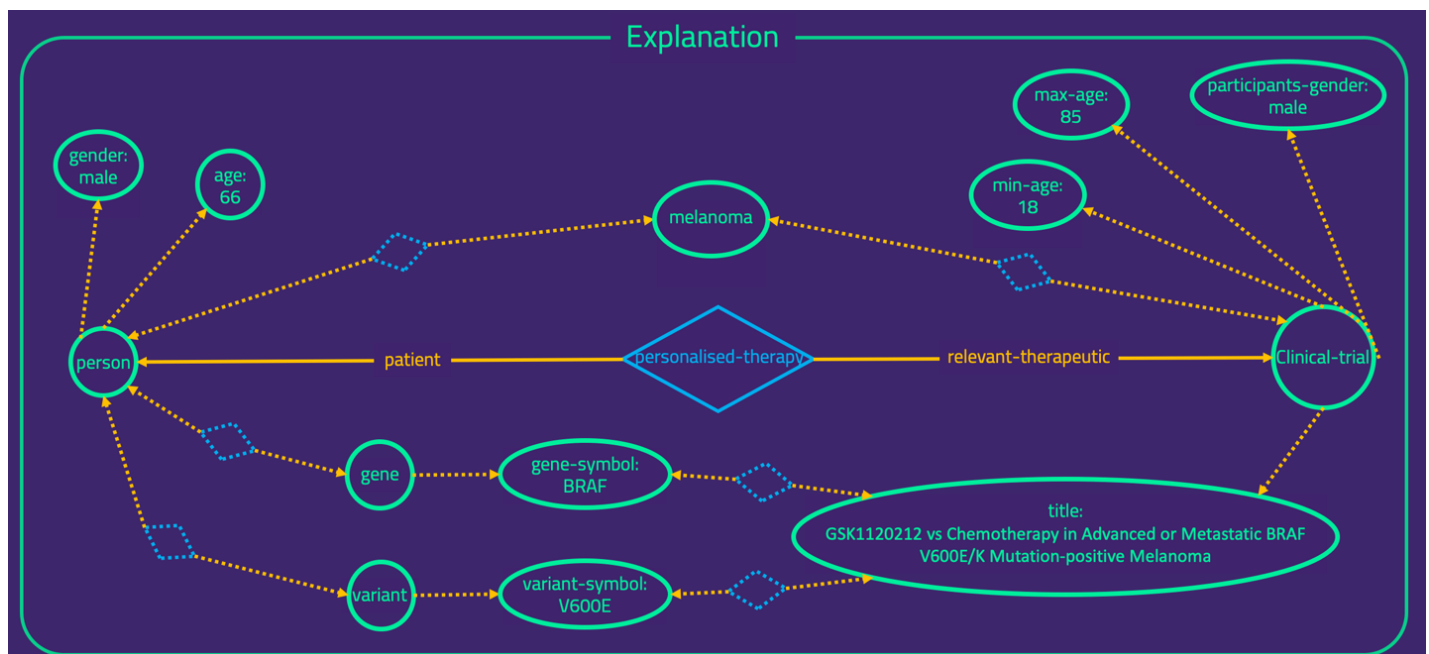 Explanation
max-age:
85
participants-gender:
male
gender:
male
age:
66
min-age:
18
melanoma
person
patient
personalised-therapy
relevant-therapeutic
Clinical-trial
gene
gene-symbol:
BRAF
title:
GSK1120212 vs Chemotherapy in Advanced or Metastatic BRAF
V600E/K Mutation-positive Melanoma
variant
variant-symbol:
V600E